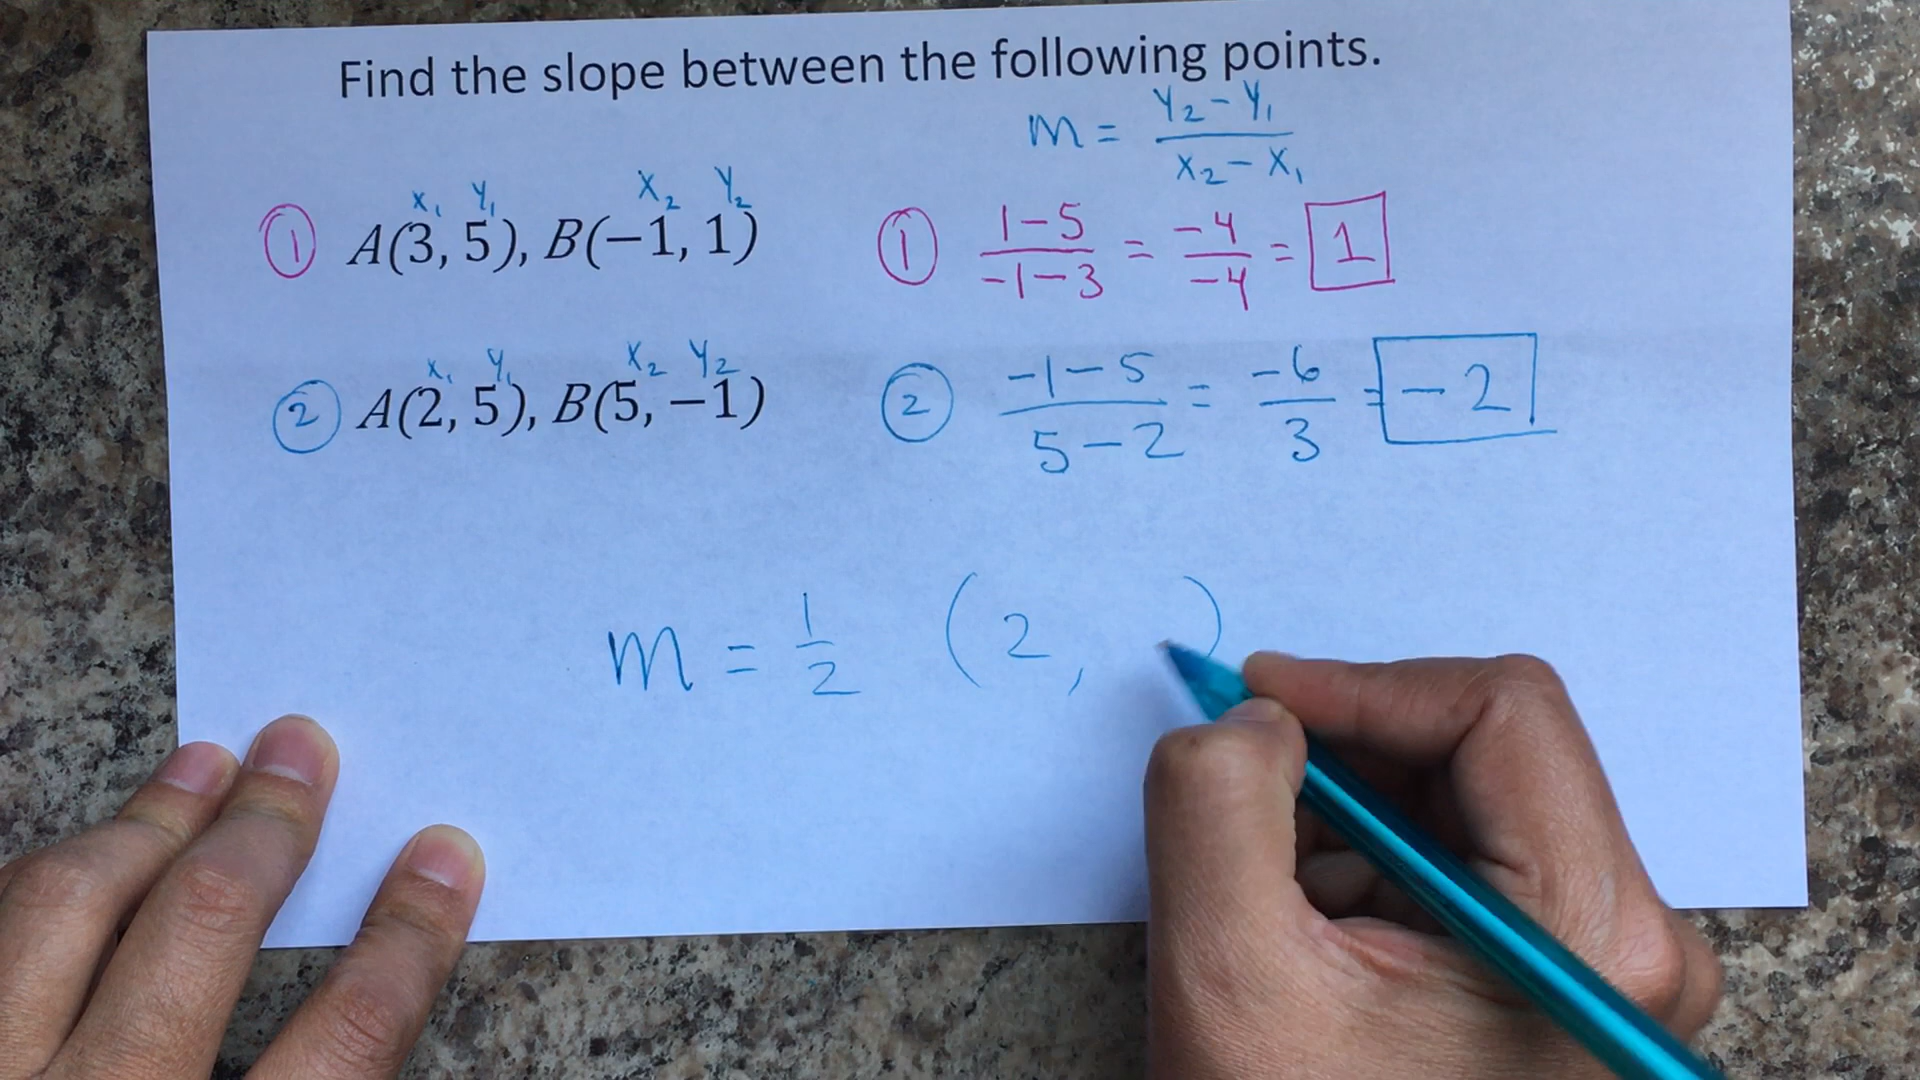 Find the slope between the following points.
m = y₂ - y₁ / x₂ - x₁
x₁ y₁ x₂ y₂
① A(3, 5), B(−1, 1) ① 1-5 / -1-3 = -4 / -4 = 1
x₁ y₁ x₂ y₂
② A(2, 5), B(5, −1) ② -1-5 / 5-2 = -6 / 3 = -2
m = 1/2 (2, )